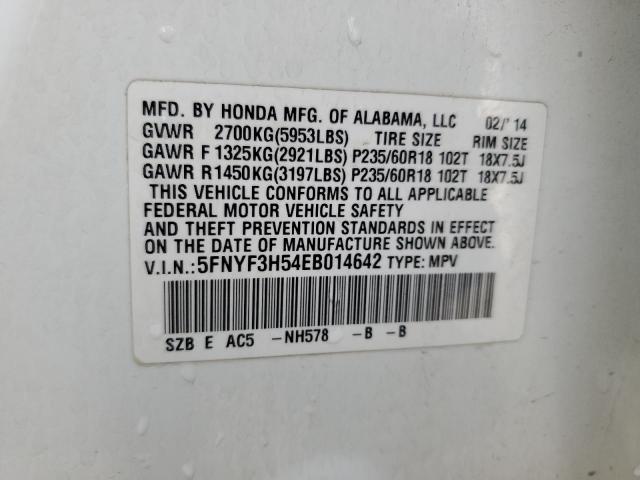 MFD. BY HONDA MFG. OF ALABAMA, LLC 02/'14
GVWR 2700KG(5953LBS) TIRE SIZE RIM SIZE
GAWR F 1325KG(2921LBS) P235/60R18 102T 18X7.5J
GAWR R1450KG(3197LBS) P235/60R18 102T 18X7.5J
THIS VEHICLE CONFORMS TO ALL APPLICABLE
FEDERAL MOTOR VEHICLE SAFETY
AND THEFT PREVENTION STANDARDS IN EFFECT
ON THE DATE OF MANUFACTURE SHOWN ABOVE.
V.I.N.:5FNYF3H54EB014642 TYPE: MPV
SZB E AC5 -NH578 -B -B